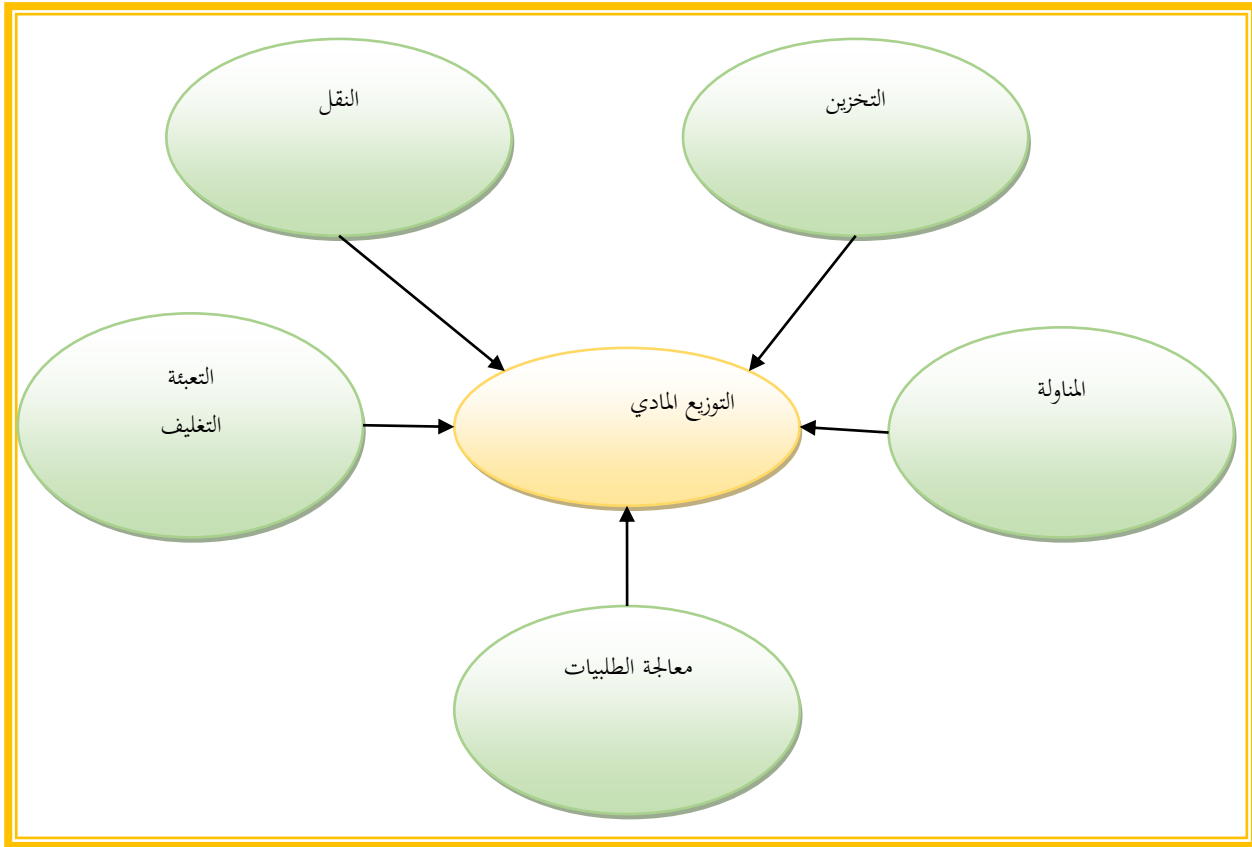 التخزين
النقل
المناولة
التوزيع المادي
التعبئة
التغليف
معالجة الطلبيات